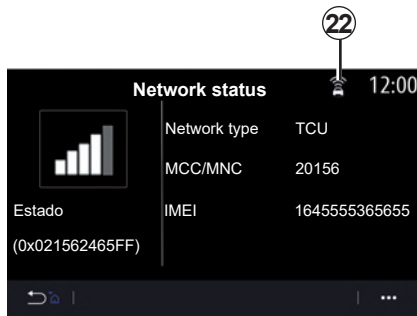 22
Network status 12:00
Network type TCU
MCC/MNC 20156
Estado IMEI 1645555365655
(0x021562465FF)